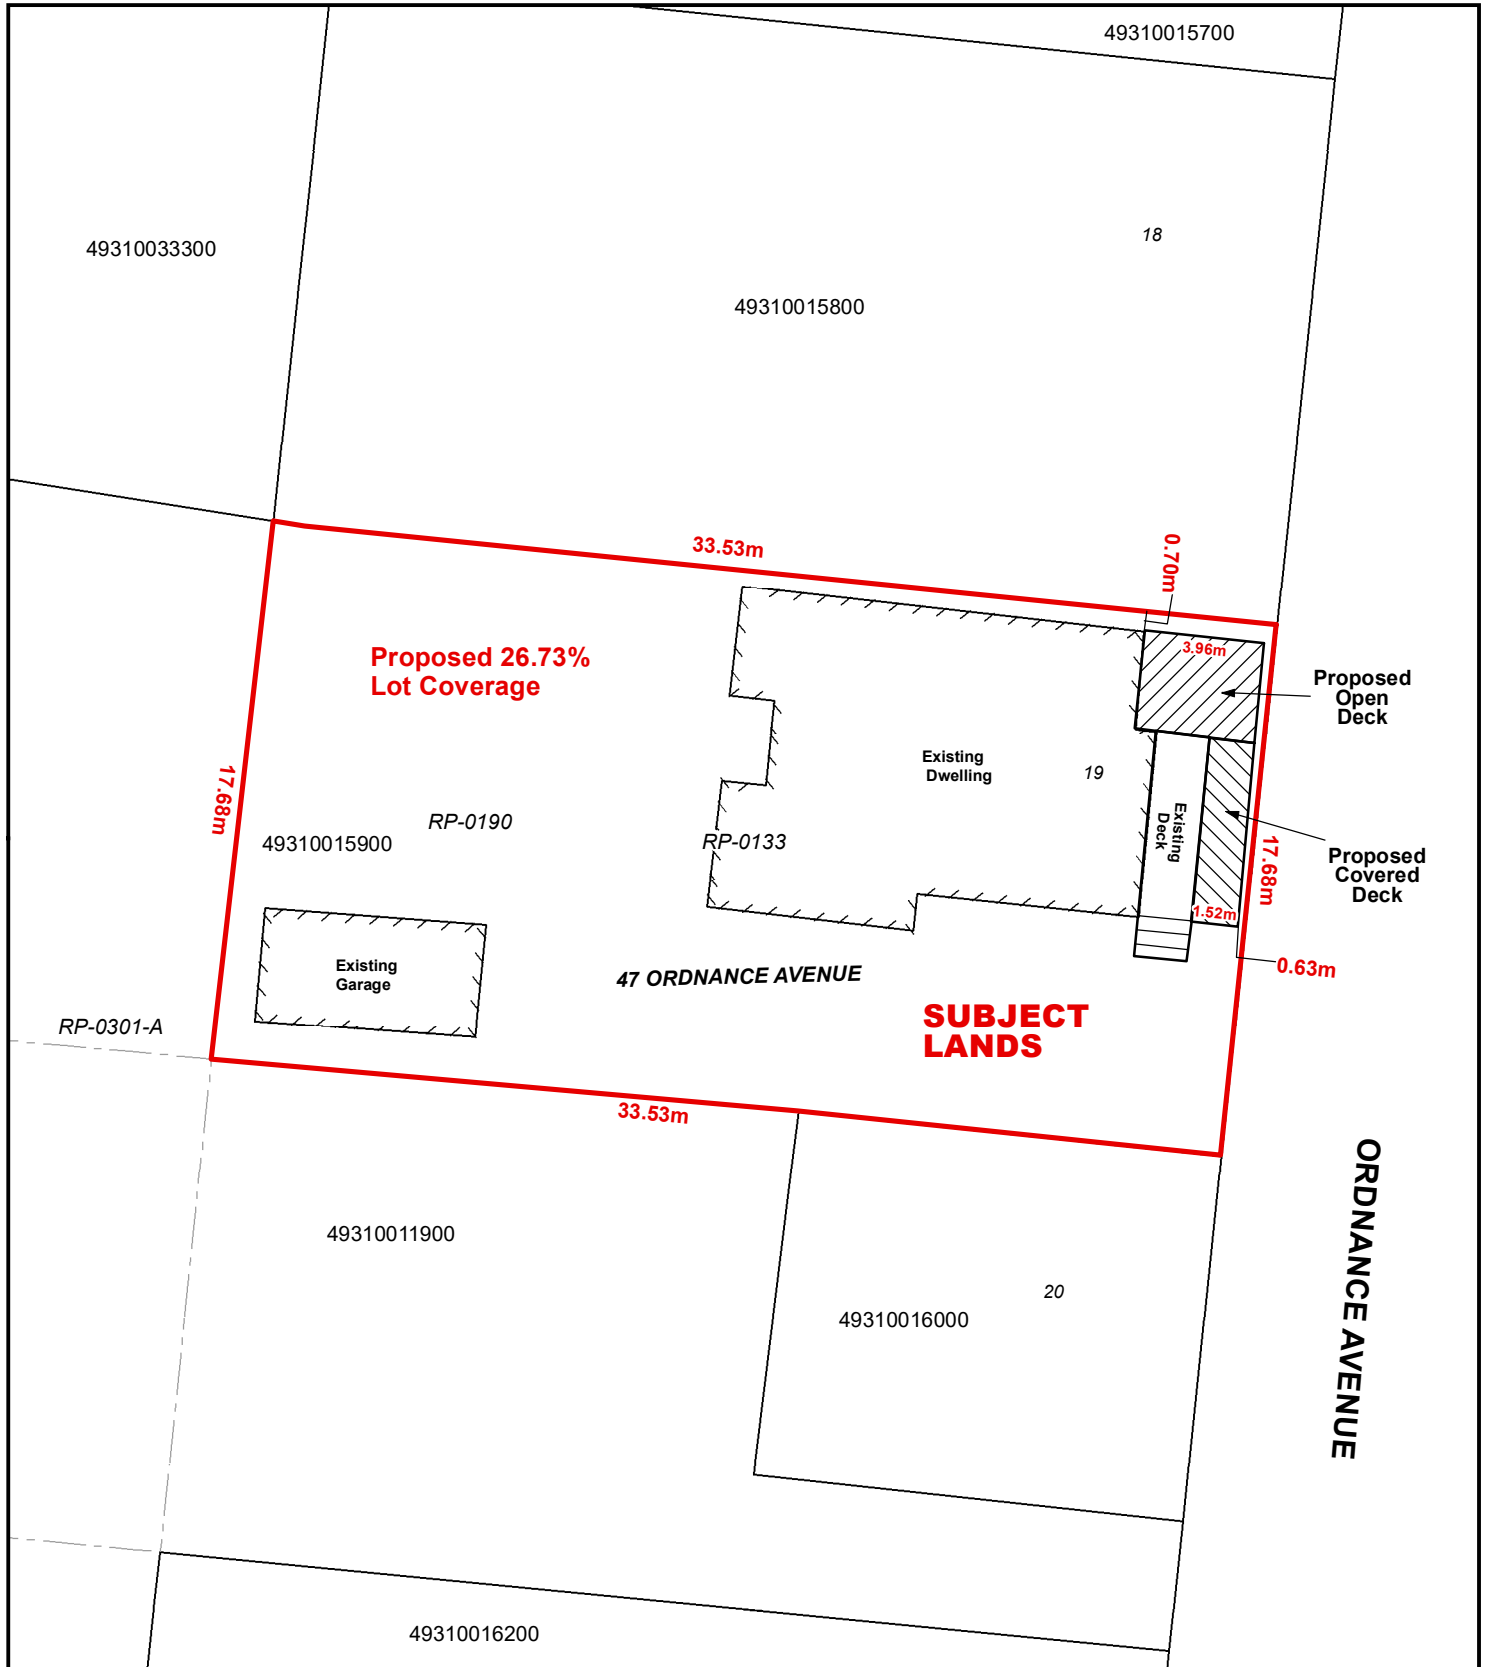 49310015700
18
49310033300
49310015800
33.53m
0.70m
3.96m
Proposed 26.73%
Lot Coverage
Proposed
Open
Deck
Existing
Dwelling
19
17.68m
RP-0190
49310015900
RP-0133
Existing
Deck
17.68m
Proposed
Covered
Deck
1.52m
0.63m
Existing
Garage
47 ORDNANCE AVENUE
SUBJECT
LANDS
RP-0301-A
33.53m
ORDNANCE AVENUE
49310011900
20
49310016000
49310016200